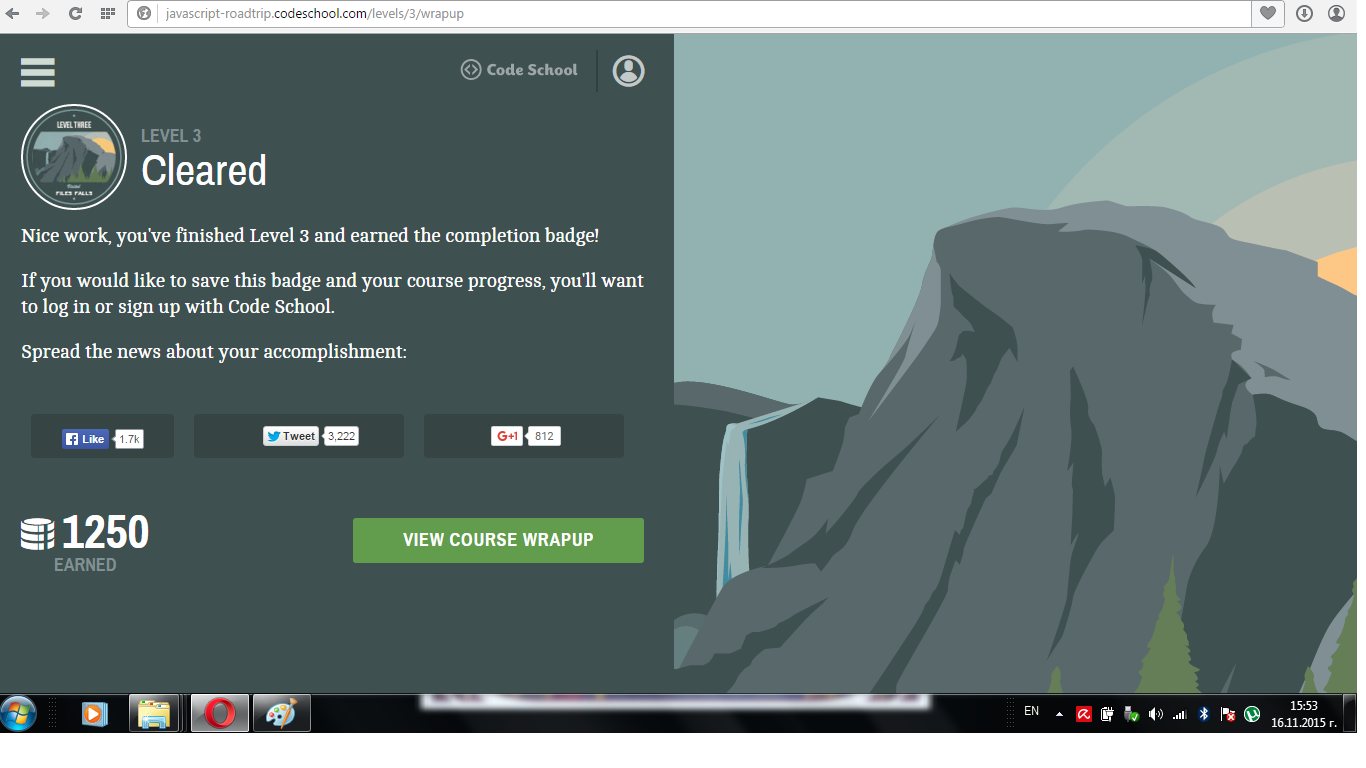 javascript-roadtrip.codeschool.com/levels/3/wrapup
Code School
LEVEL THREE
Visited
FILES FALLS
LEVEL 3
Cleared
Nice work, you've finished Level 3 and earned the completion badge!
If you would like to save this badge and your course progress, you'll want
to log in or sign up with Code School.
Spread the news about your accomplishment:
Like 1.7k
Tweet 3,222
G+1 812
1250
EARNED
VIEW COURSE WRAPUP
EN
15:53
16.11.2015 г.